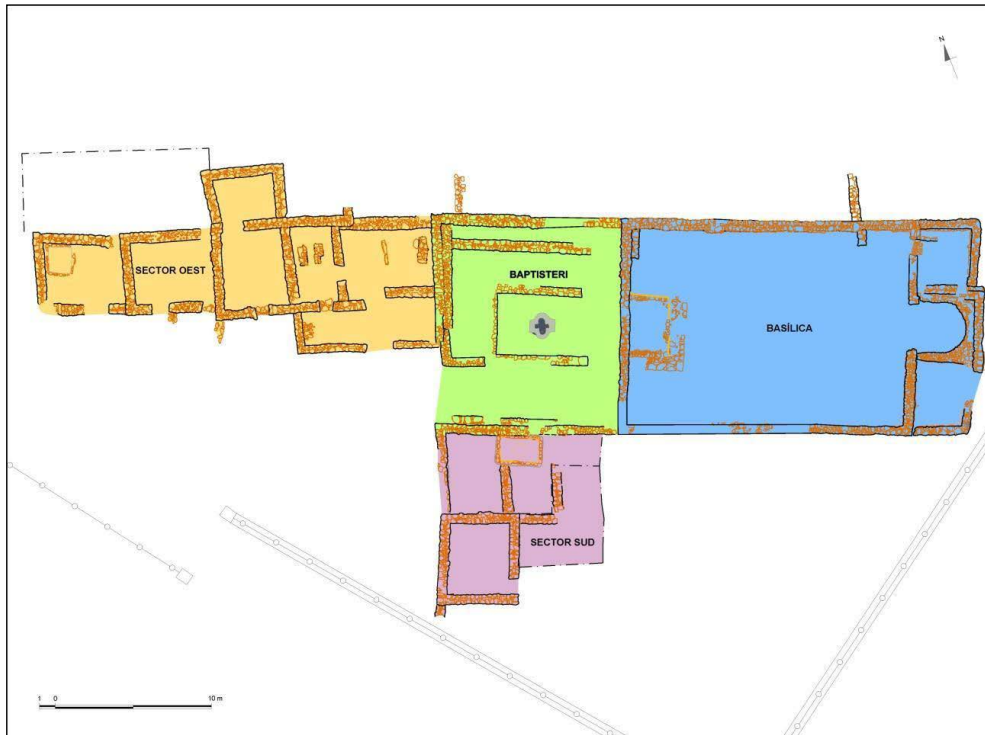 N
SECTOR OEST
BAPTISTERI
BASÍLICA
SECTOR SUD
1 0 10 m